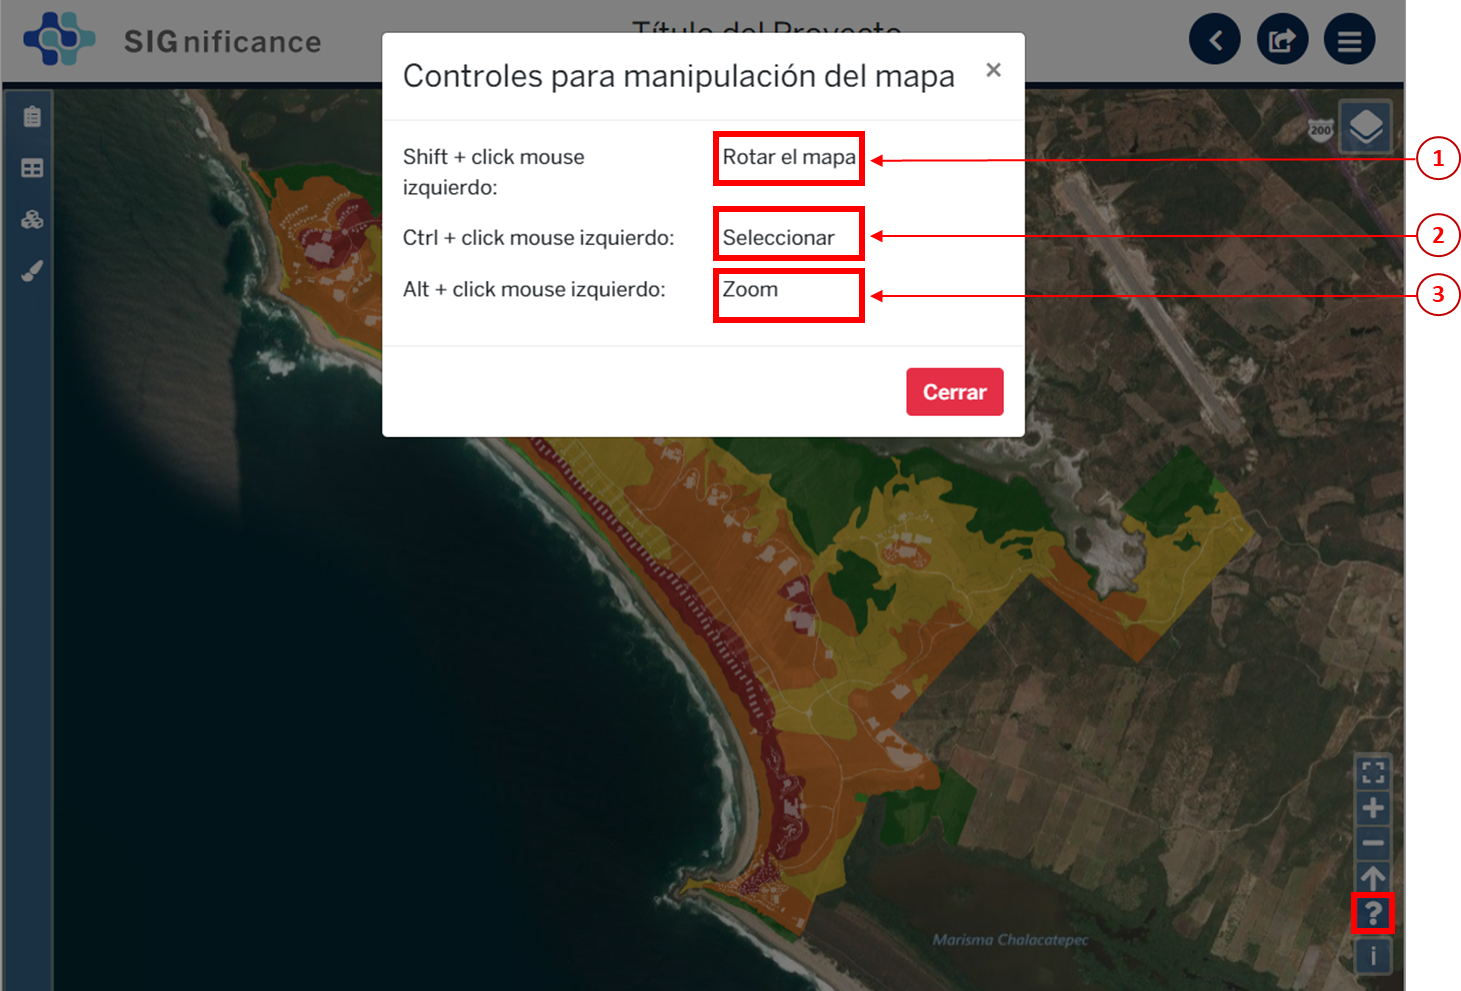 SIGnificance
Título del Proyecto
Controles para manipulación del mapa
×
Shift + click mouse
izquierdo:
Rotar el mapa
1
Ctrl + click mouse izquierdo:
Seleccionar
2
Alt + click mouse izquierdo:
Zoom
3
Cerrar
200
?
i
Marisma Chalacatepec